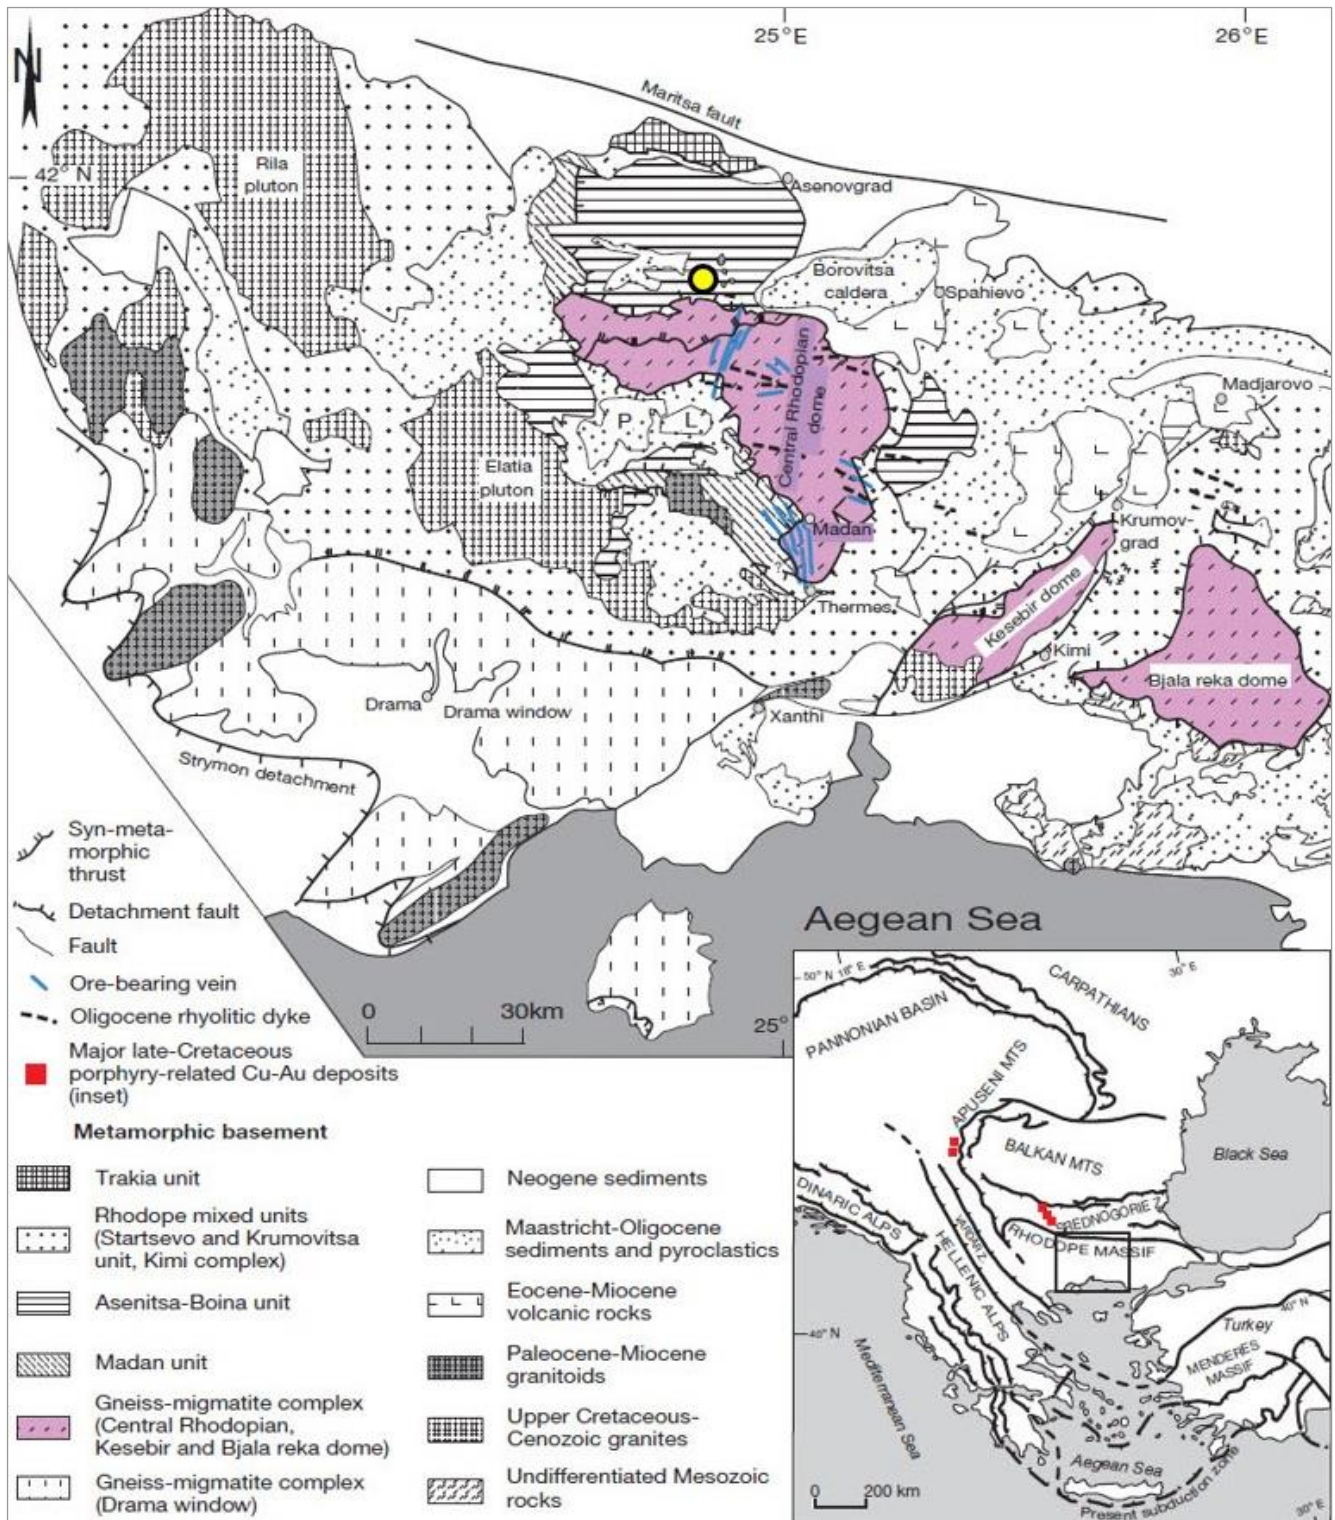 25°E
26°E
N
Maritsa fault
42° N
Rila
pluton
Asenovgrad
Borovitsa
caldera
Spahievo
Central Rhodopian
dome
Madjarovo
P
L
Elatia
pluton
Madan
Krumov-
grad
?
Thermes
Kesebir dome
Kimi
Bjala reka dome
Drama
Drama window
Xanthi
Strymon detachment
Aegean Sea
25°
0
30km
Syn-meta-
morphic
thrust
Detachment fault
Fault
Ore-bearing vein
Oligocene rhyolitic dyke
Major late-Cretaceous
porphyry-related Cu-Au deposits
(inset)
Metamorphic basement
Trakia unit
Rhodope mixed units
(Startsevo and Krumovitsa
unit, Kimi complex)
Asenitsa-Boina unit
Madan unit
Gneiss-migmatite complex
(Central Rhodopian,
Kesebir and Bjala reka dome)
Gneiss-migmatite complex
(Drama window)
Neogene sediments
Maastricht-Oligocene
sediments and pyroclastics
Eocene-Miocene
volcanic rocks
Paleocene-Miocene
granitoids
Upper Cretaceous-
Cenozoic granites
Undifferentiated Mesozoic
rocks
50° N
18° E
30° E
CARPATHIANS
PANNONIAN BASIN
APUSENI MTS
BALKAN MTS
Black Sea
DINARIC ALPS
VARDAR Z.
HELLENIC ALPS
SREDNOGORIE Z.
RHODOPE MASSIF
40° N
40° N
Turkey
MENDERES
MASSIF
Mediterranean Sea
Aegean Sea
Present subduction zone
0
200 km
30° E